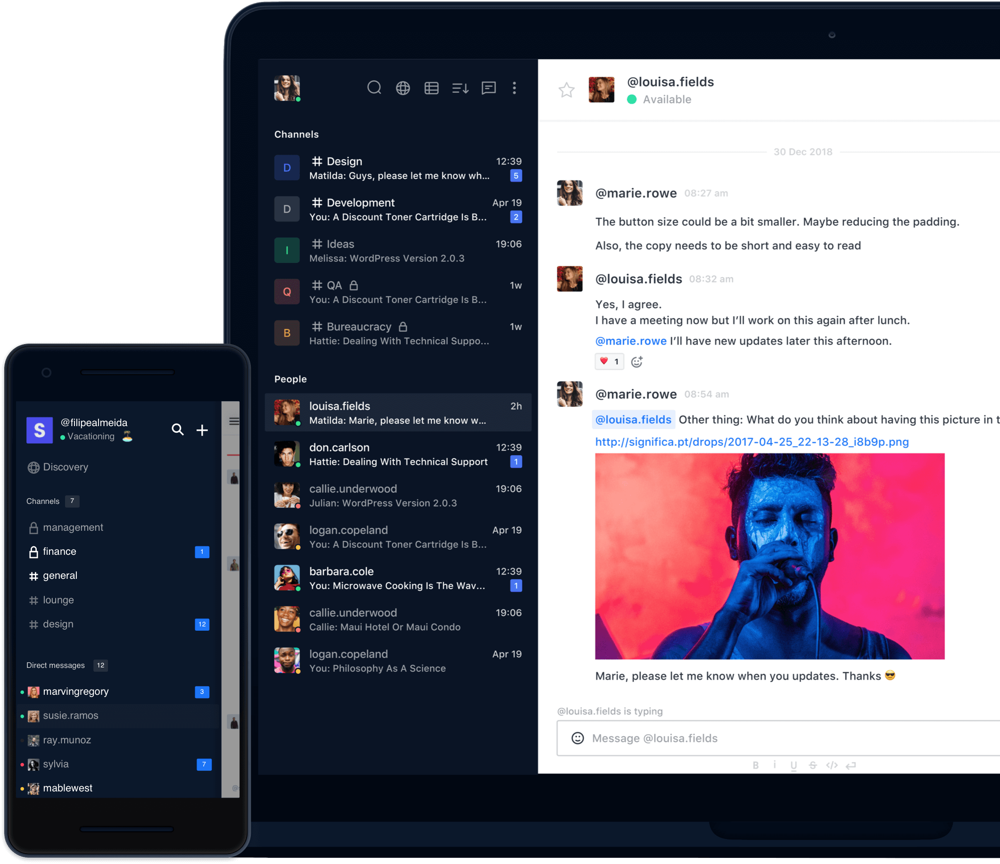 @filipealmeida
Vacationing
Discovery
Channels 7
management
finance 1
general
lounge
design 12
Direct messages 12
marvingregory 3
susie.ramos
ray.munoz
sylvia 7
mablewest
S
Channels
D
# Design 12:39
Matilda: Guys, please let me know wh... 5
D
# Development Apr 19
You: A Discount Toner Cartridge Is B... 2
I
# Ideas 19:06
Melissa: WordPress Version 2.0.3
Q
# QA 1w
You: A Discount Toner Cartridge Is B...
B
# Bureaucracy 1w
Hattie: Dealing With Technical Suppo...
People
louisa.fields 2h
Matilda: Marie, please let me know w...
don.carlson 12:39
Hattie: Dealing With Technical Support 1
callie.underwood 19:06
Julian: WordPress Version 2.0.3
logan.copeland Apr 19
You: A Discount Toner Cartridge Is B...
barbara.cole 12:39
You: Microwave Cooking Is The Wav... 1
callie.underwood 19:06
Callie: Maui Hotel Or Maui Condo
logan.copeland Apr 19
You: Philosophy As A Science
@louisa.fields
Available
30 Dec 2018
@marie.rowe 08:27 am
The button size could be a bit smaller. Maybe reducing the padding.
Also, the copy needs to be short and easy to read
@louisa.fields 08:32 am
Yes, I agree.
I have a meeting now but I’ll work on this again after lunch.
@marie.rowe I’ll have new updates later this afternoon.
❤️ 1
@marie.rowe 08:54 am
@louisa.fields Other thing: What do you think about having this picture in t
http://significa.pt/drops/2017-04-25_22-13-28_i8b9p.png
Marie, please let me know when you updates. Thanks 😎
@louisa.fields is typing
Message @louisa.fields
B i U S </>